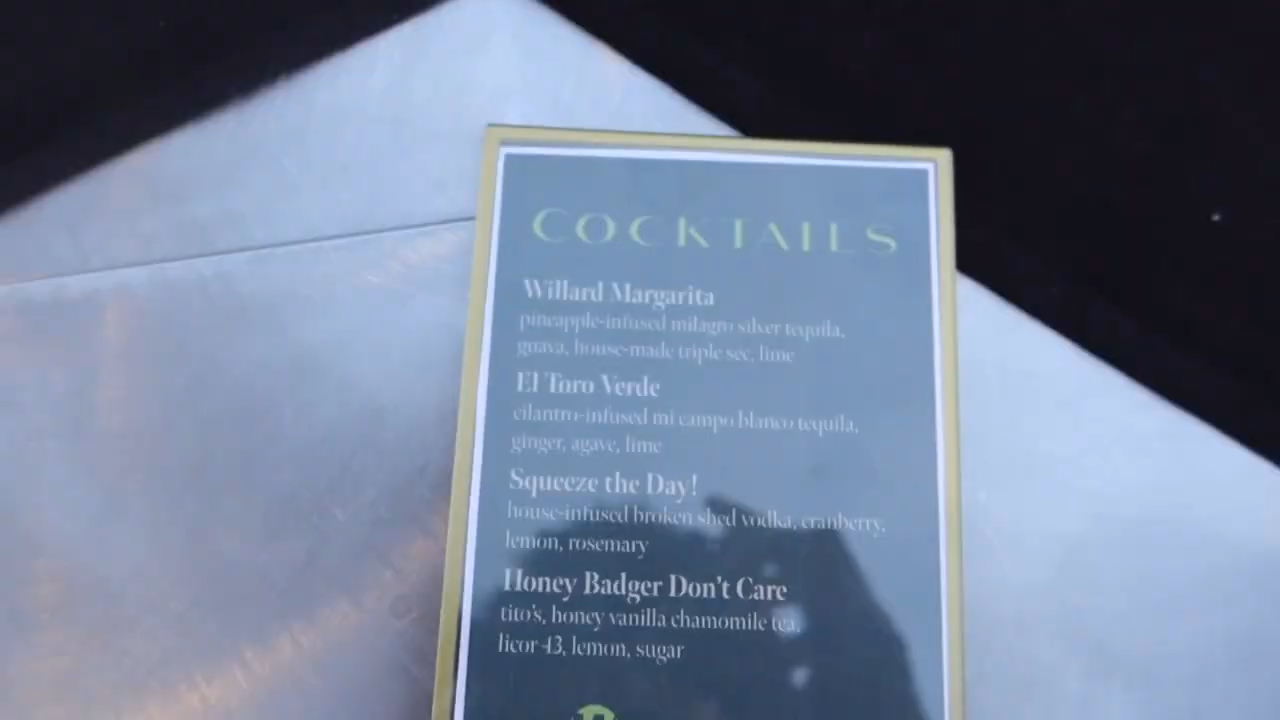 COCKTAILS
Willard Margarita
pineapple-infused milagro silver tequila,
guava, house-made triple sec, lime
El Toro Verde
cilantro-infused mi campo blanco tequila,
ginger, agave, lime
Squeeze the Day!
house-infused broken shed vodka, cranberry,
lemon, rosemary
Honey Badger Don't Care
tito's, honey vanilla chamomile tea,
licor 43, lemon, sugar